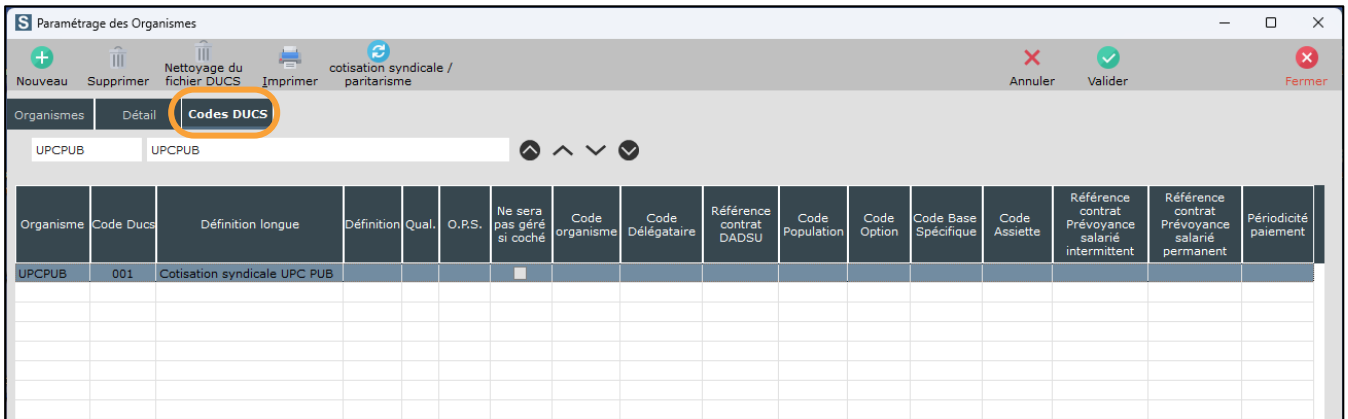 S Paramétrage des Organismes
Nouveau
Supprimer
Nettoyage du
fichier DUCS
Imprimer
cotisation syndicale /
paritarisme
Annuler
Valider
Fermer
Organismes Détail Codes DUCS
UPCPUB UPCPUB
Organisme
Code Ducs
Définition longue
Définition
Qual.
O.P.S.
Ne sera
pas géré
si coché
Code
organisme
Code
Délégataire
Référence
contrat
DADSU
Code
Population
Code
Option
Code Base
Spécifique
Code
Assiette
Référence
contrat
Prévoyance
salarié
intermittent
Référence
contrat
Prévoyance
salarié
permanent
Périodicité
paiement
UPCPUB 001 Cotisation syndicale UPC PUB